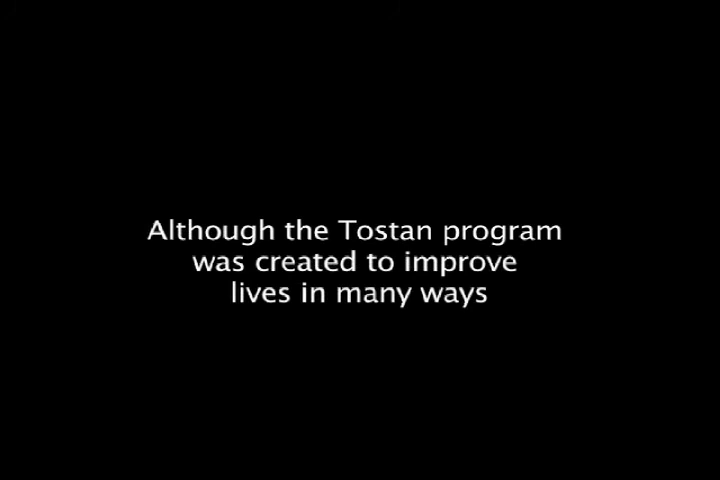 Although the Tostan program
was created to improve
lives in many ways